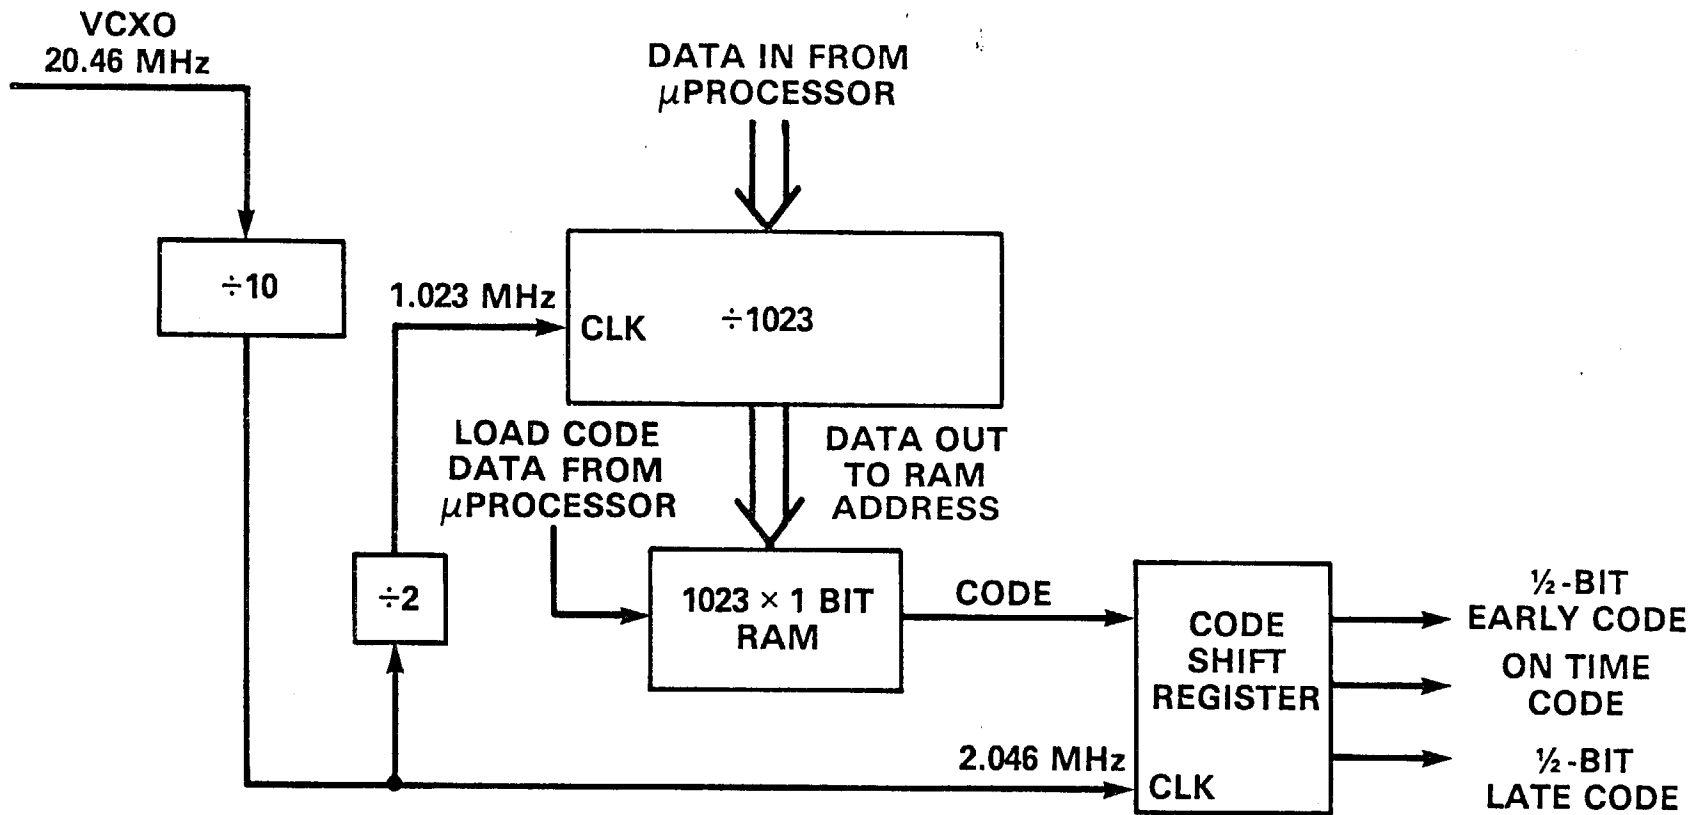 VCXO
20.46 MHz
DATA IN FROM
μPROCESSOR
÷10
1.023 MHz
CLK
÷1023
LOAD CODE
DATA FROM
μPROCESSOR
DATA OUT
TO RAM
ADDRESS
÷2
1023 × 1 BIT
RAM
CODE
CODE
SHIFT
REGISTER
½-BIT
EARLY CODE
ON TIME
CODE
2.046 MHz
CLK
½-BIT
LATE CODE